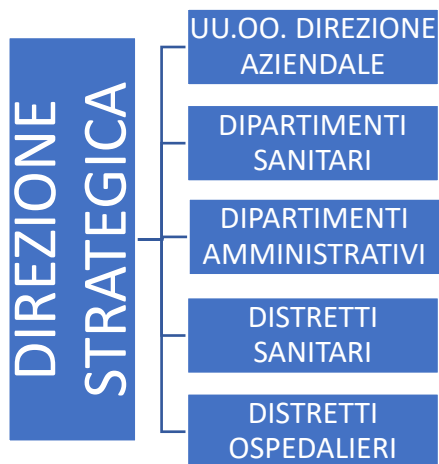 DIREZIONE
STRATEGICA
UU.OO. DIREZIONE
AZIENDALE
DIPARTIMENTI
SANITARI
DIPARTIMENTI
AMMINISTRATIVI
DISTRETTI
SANITARI
DISTRETTI
OSPEDALIERI